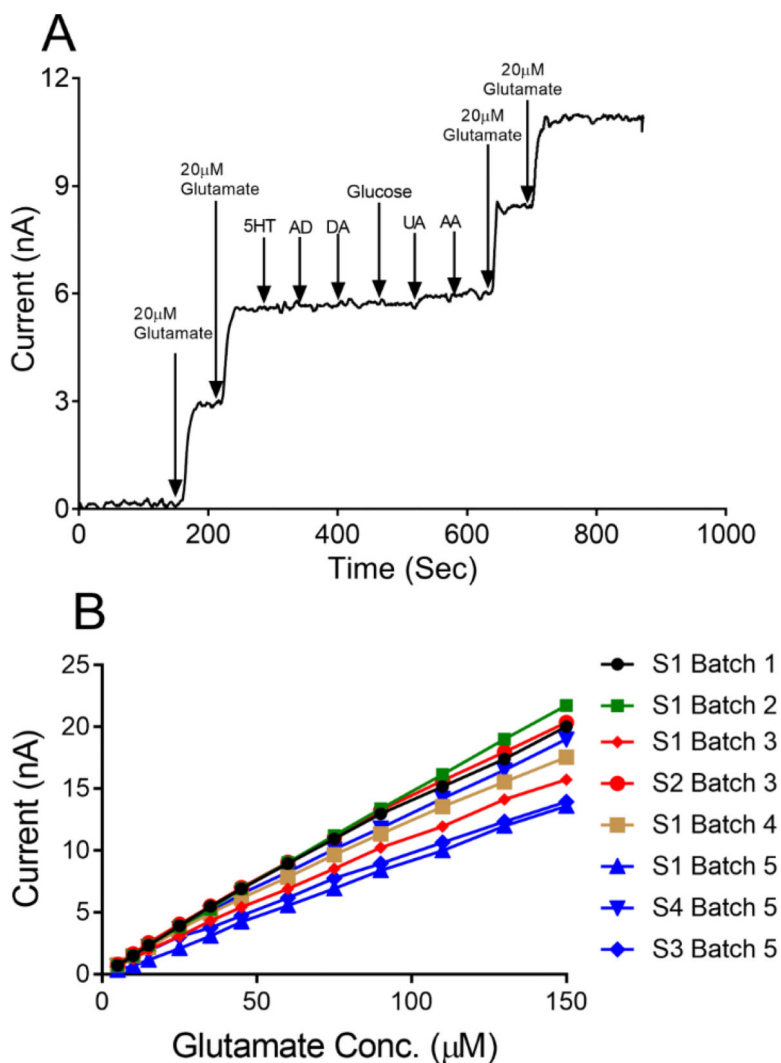 A
12
9
6
3
0
Current (nA)
20μM
Glutamate
20μM
Glutamate
5HT
AD
DA
Glucose
UA
AA
20μM
Glutamate
20μM
Glutamate
0
200
400
600
800
1000
Time (Sec)
B
25
20
15
10
5
0
Current (nA)
0
50
100
150
Glutamate Conc. (μM)
S1 Batch 1
S1 Batch 2
S1 Batch 3
S2 Batch 3
S1 Batch 4
S1 Batch 5
S4 Batch 5
S3 Batch 5